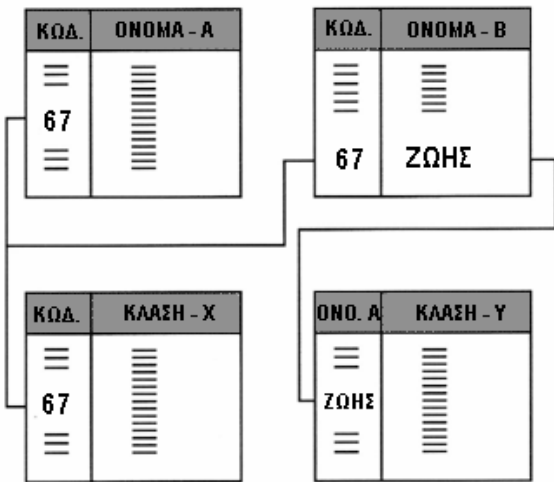 ΚΩΔ. ΟΝΟΜΑ - Α
67
ΚΩΔ. ΟΝΟΜΑ - Β
67 ΖΩΗΣ
ΚΩΔ. ΚΛΑΣΗ - Χ
67
ΟΝΟ. Α ΚΛΑΣΗ - Υ
ΖΩΗΣ